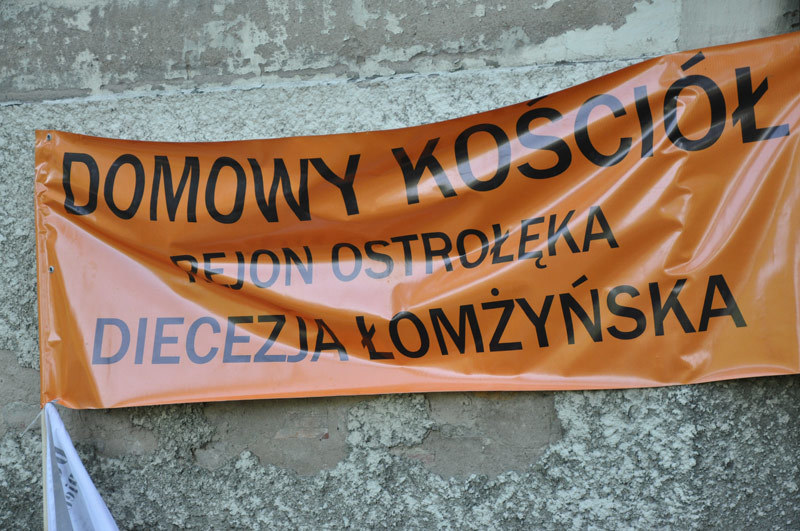 DOMOWY KOŚCIÓŁ
REJON OSTROŁĘKA
DIECEZJA ŁOMŻYŃSKA